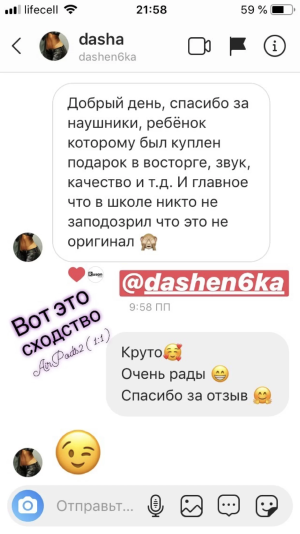 lifecell 21:58 59 %
dasha
dashen6ka
Добрый день, спасибо за
наушники, ребёнок
которому был куплен
подарок в восторге, звук,
качество и т.д. И главное
что в школе никто не
заподозрил что это не
оригинал
@dashen6ka
9:58 ПП
Вот это
сходство
AirPods2 (1:1)
Круто
Очень рады
Спасибо за отзыв
Отправьт...